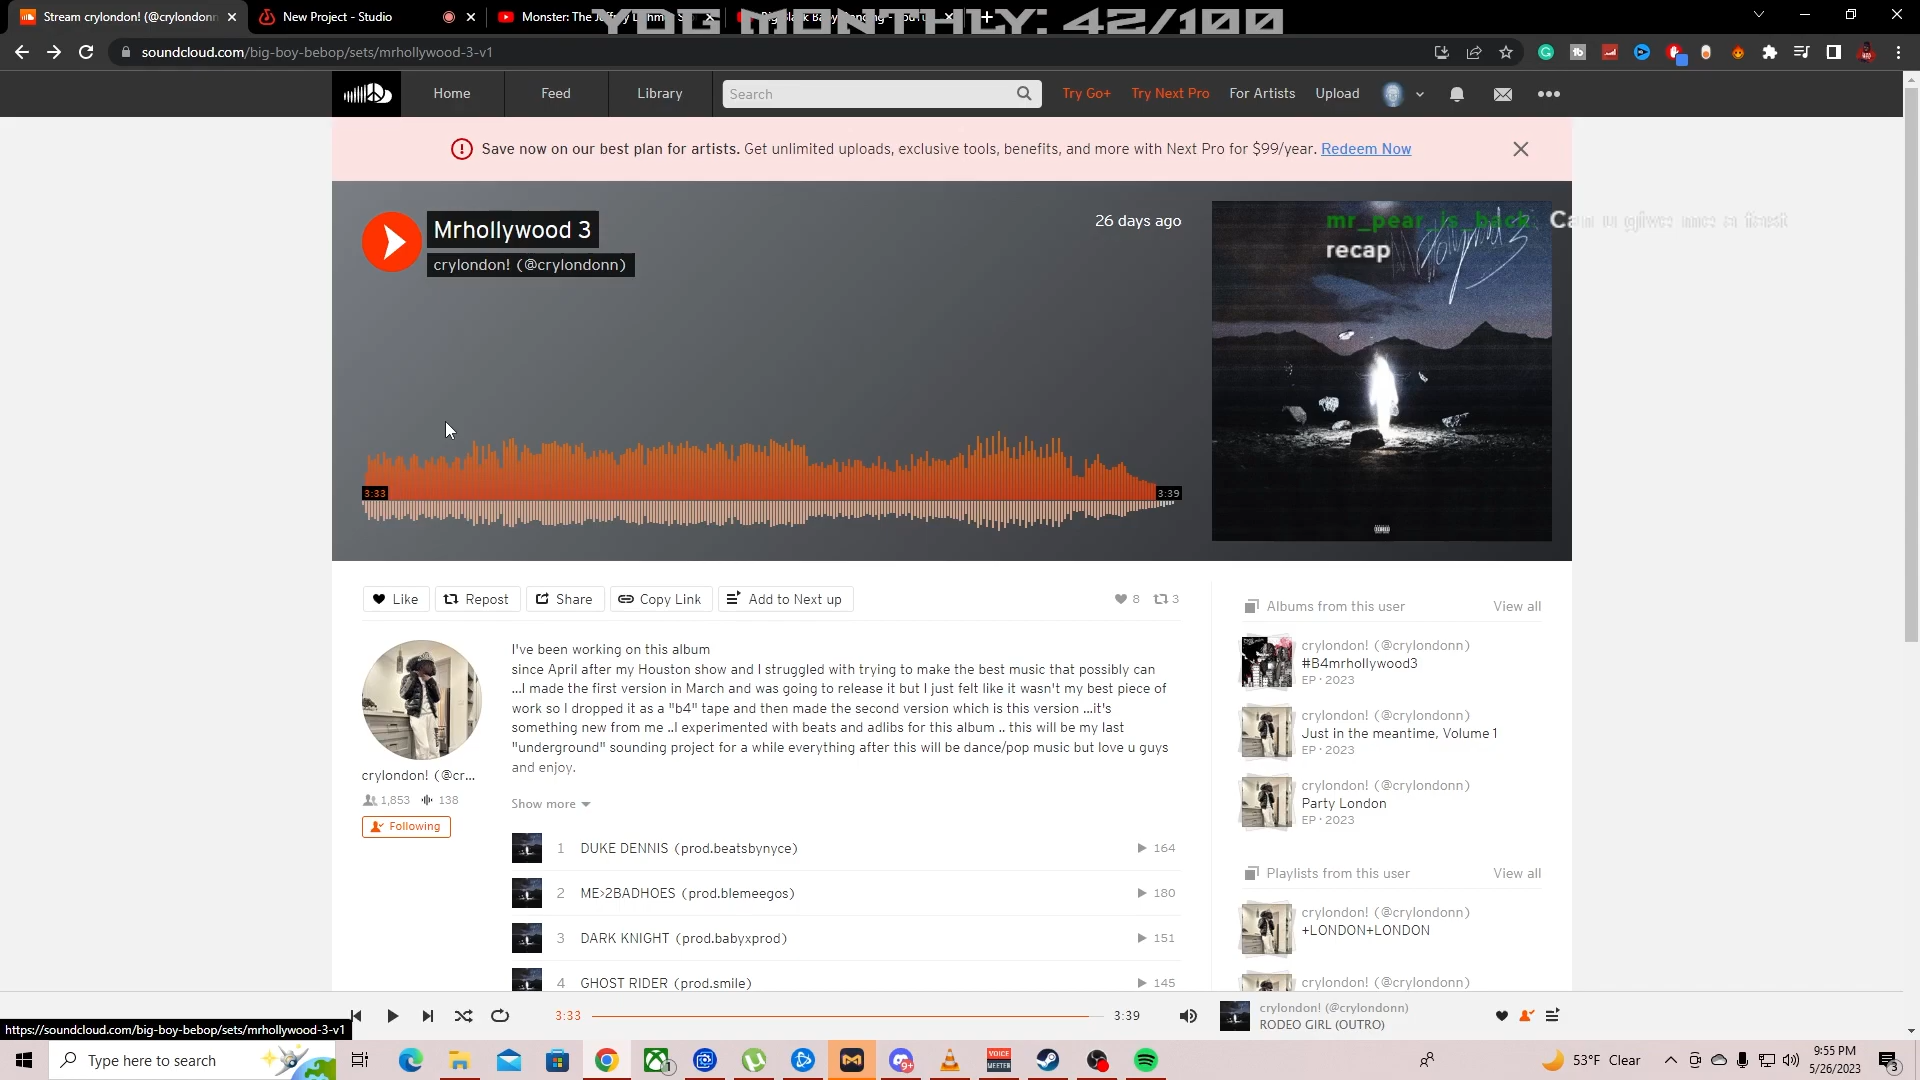 Stream crylondon! (@crylondonn
New Project - Studio
Monster: The Jeffrey Dahmer S
YDG MONTHLY: 42/100
soundcloud.com/big-boy-bebop/sets/mrhollywood-3-v1
Home
Feed
Library
Search
Try Go+
Try Next Pro
For Artists
Upload
Save now on our best plan for artists. Get unlimited uploads, exclusive tools, benefits, and more with Next Pro for $99/year. Redeem Now
Mrhollywood 3
crylondon! (@crylondonn)
26 days ago
mr_pear_is_back Can u give me a fast
recap
3:33
3:39
Like
Repost
Share
Copy Link
Add to Next up
8
3
I've been working on this album
since April after my Houston show and I struggled with trying to make the best music that possibly can
...I made the first version in March and was going to release it but I just felt like it wasn't my best piece of
work so I dropped it as a "b4" tape and then made the second version which is this version ...it's
something new from me ..I experimented with beats and adlibs for this album .. this will be my last
"underground" sounding project for a while everything after this will be dance/pop music but love u guys
and enjoy.
Show more
crylondon! (@cr...
1,853 138
Following
1 DUKE DENNIS (prod.beatsbynyce) 164
2 ME>2BADHOES (prod.blemeegos) 180
3 DARK KNIGHT (prod.babyxprod) 151
4 GHOST RIDER (prod.smile) 145
Albums from this user
View all
crylondon! (@crylondonn)
#B4mrhollywood3
EP · 2023
crylondon! (@crylondonn)
Just in the meantime, Volume 1
EP · 2023
crylondon! (@crylondonn)
Party London
EP · 2023
Playlists from this user
View all
crylondon! (@crylondonn)
+LONDON+LONDON
crylondon! (@crylondonn)
3:33
3:39
crylondon! (@crylondonn)
RODEO GIRL (OUTRO)
https://soundcloud.com/big-boy-bebop/sets/mrhollywood-3-v1
Type here to search
VOICE
MEETER
53°F Clear
9:55 PM
5/26/2023
3